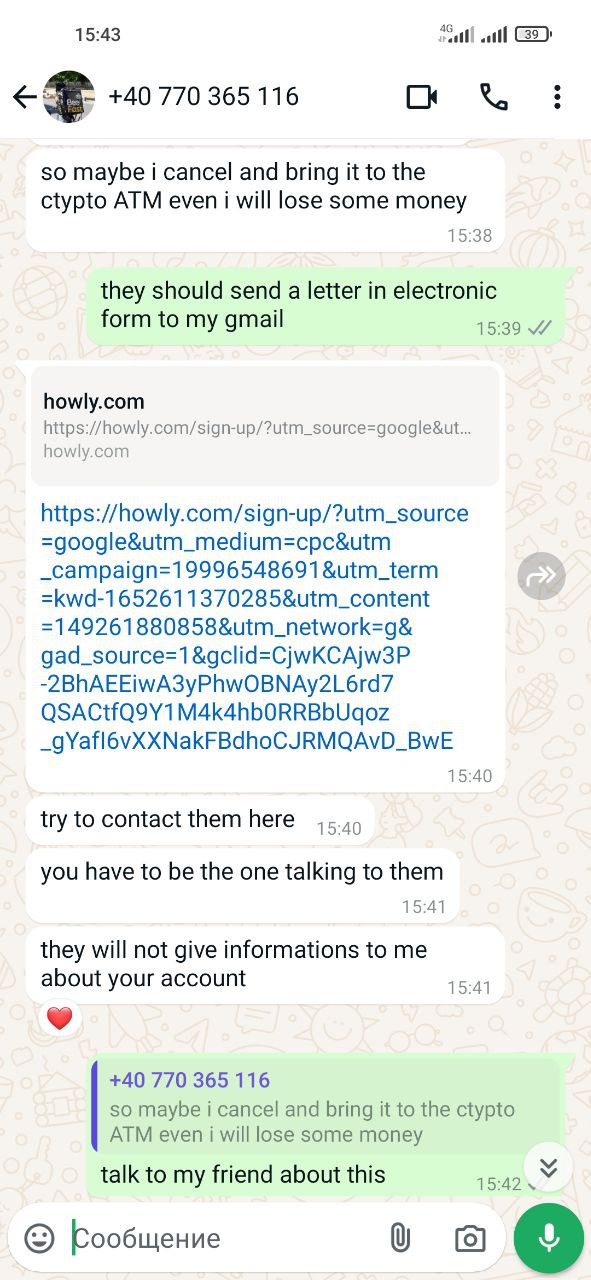 15:43
4G
39
+40 770 365 116
so maybe i cancel and bring it to the
ctypto ATM even i will lose some money
15:38
they should send a letter in electronic
form to my gmail
15:39
howly.com
https://howly.com/sign-up/?utm_source=google&ut...
howly.com
https://howly.com/sign-up/?utm_source
=google&utm_medium=cpc&utm
_campaign=19996548691&utm_term
=kwd-1652611370285&utm_content
=149261880858&utm_network=g&
gad_source=1&gclid=CjwKCAjw3P
-2BhAEEiwA3yPhwOBNAy2L6rd7
QSACtfQ9Y1M4k4hb0RRBbUqoz
_gYafI6vXXNakFBdhoCJRMQAvD_BwE
15:40
try to contact them here
15:40
you have to be the one talking to them
15:41
they will not give informations to me
about your account
15:41
+40 770 365 116
so maybe i cancel and bring it to the ctypto
ATM even i will lose some money
talk to my friend about this
15:42
Сообщение